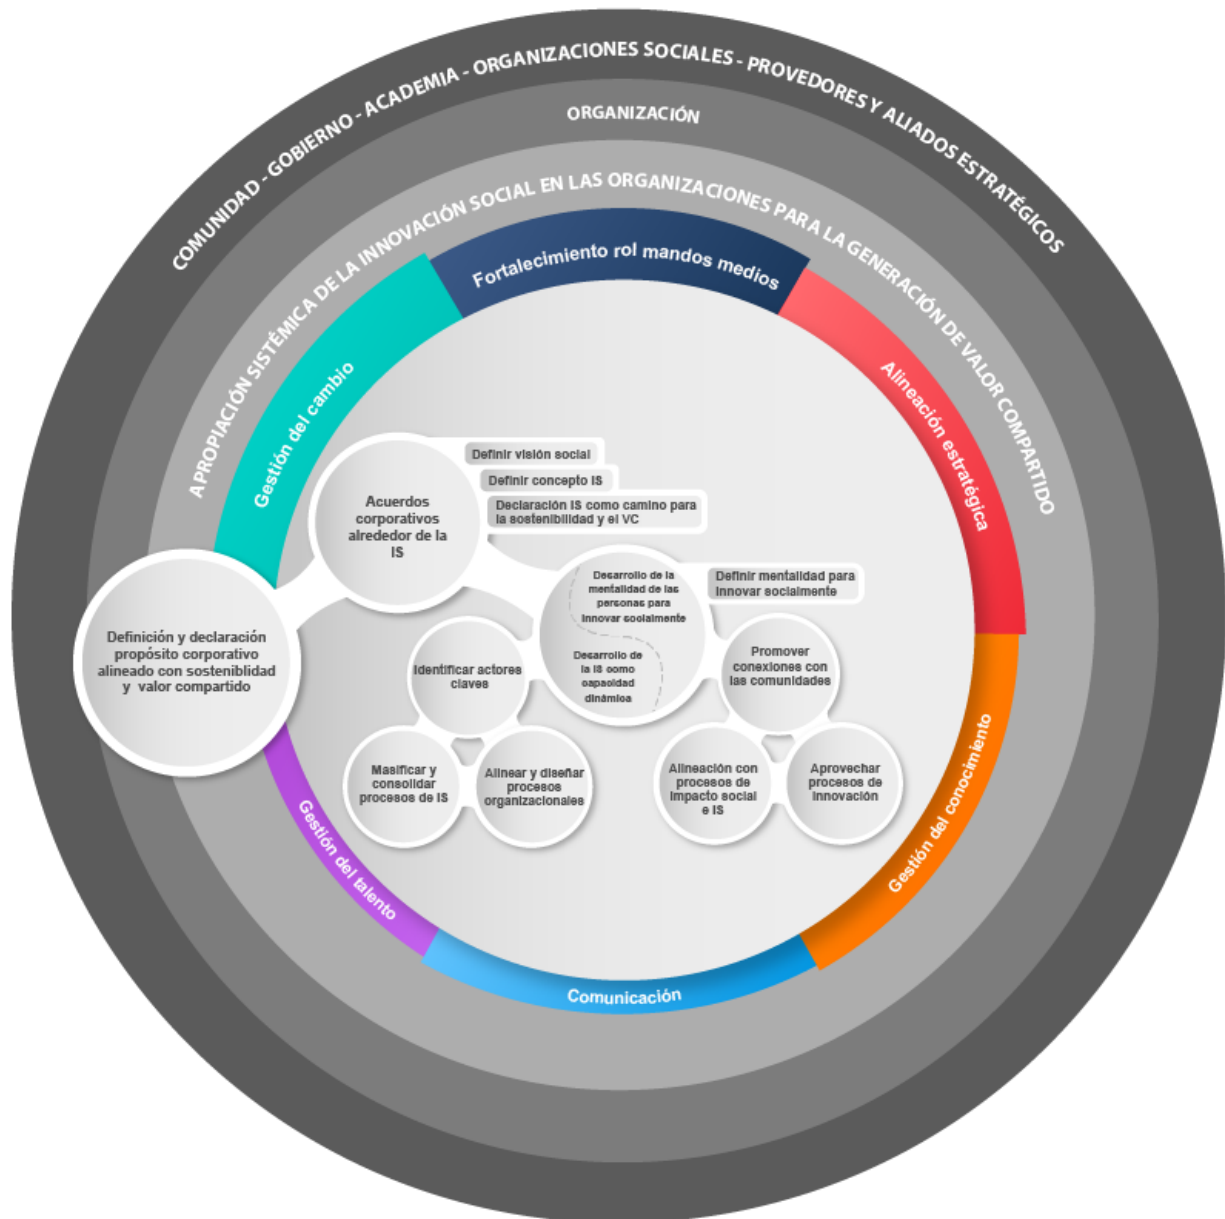 COMUNIDAD - GOBIERNO - ACADEMIA - ORGANIZACIONES SOCIALES - PROVEDORES Y ALIADOS ESTRATÉGICOS
ORGANIZACIÓN
APROPIACIÓN SISTÉMICA DE LA INNOVACIÓN SOCIAL EN LAS ORGANIZACIONES PARA LA GENERACIÓN DE VALOR COMPARTIDO
Fortalecimiento rol mandos medios
Gestión del cambio
Alineación estratégica
Definir visión social
Definir concepto IS
Declaración IS como camino para
la sostenibilidad y el VC
Acuerdos
corporativos
alrededor de la
IS
Definición y declaración
propósito corporativo
alineado con sosteniblidad
y valor compartido
Desarrollo de la
mentalidad de las
personas para
innovar socialmente
Desarrollo de
la IS como
capacidad
dinámica
Definir mentalidad para
innovar socialmente
Identificar actores
claves
Masificar y
consolidar
procesos de IS
Alinear y diseñar
procesos
organizacionales
Promover
conexiones con
las comunidades
Alineación con
procesos de
impacto social
e IS
Aprovechar
procesos de
innovación
Gestión del conocimiento
Gestión del talento
Comunicación